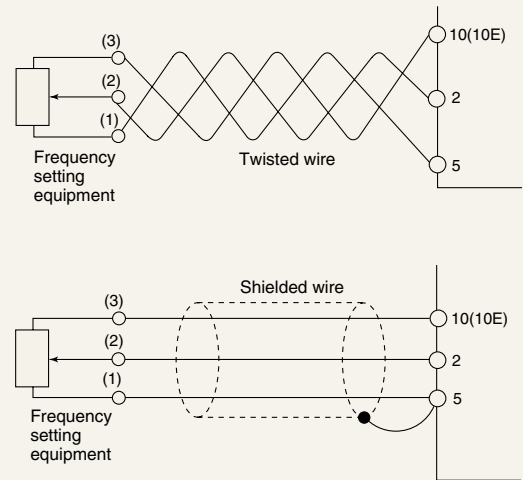 (3)
10(10E)
(2)
2
(1)
5
Frequency
setting
equipment
Twisted wire
Shielded wire
(3)
10(10E)
(2)
2
(1)
5
Frequency
setting
equipment